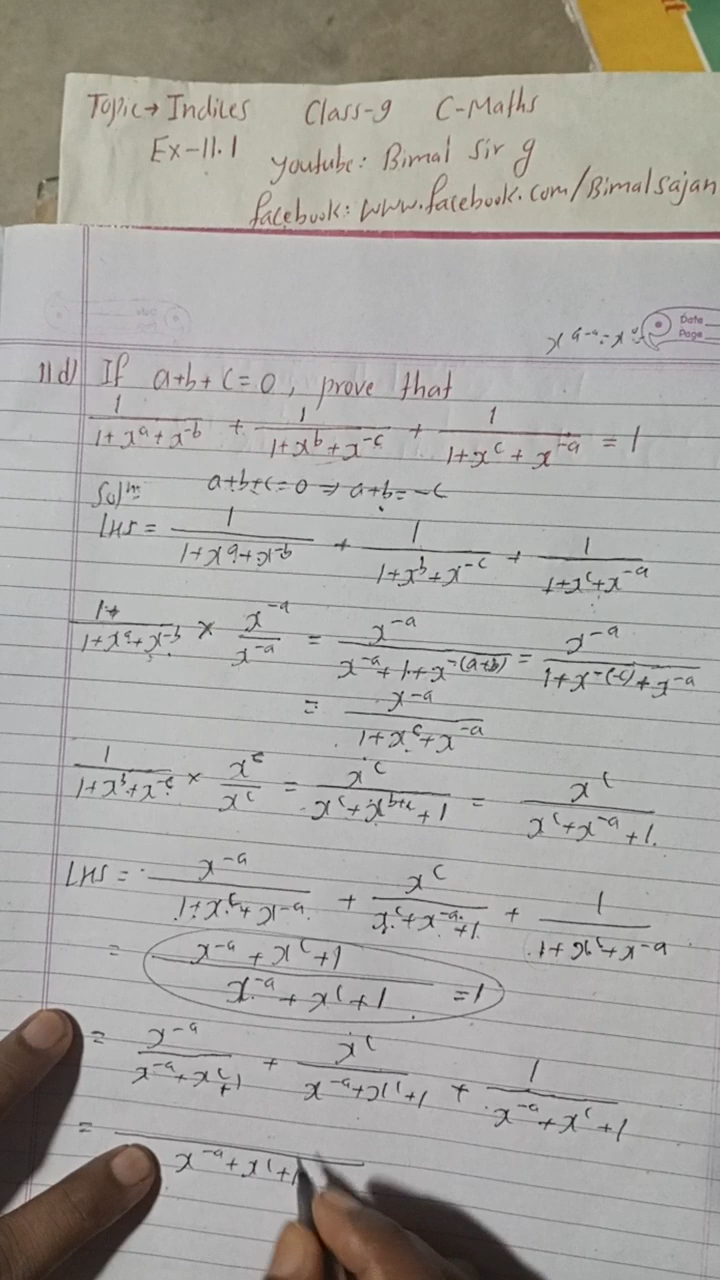 Topic→ Indices Class-9 C-Maths
Ex-11.1 youtube: Bimal Sir g
facebook: www.facebook.com/Bimalsajan
Date
Page
11d) If a+b+c=0, prove that
1/(1+x^a+x^-b) + 1/(1+x^b+x^-c) + 1/(1+x^c+x^-a) = 1
Solⁿ: a+b+c=0 ⇒ a+b=-c
LHS = 1/(1+x^a+x^-b) + 1/(1+x^b+x^-c) + 1/(1+x^c+x^-a)
1/(1+x^a+x^-b) × x^-a/x^-a = x^-a/(x^-a+1+x^-(a+b)) = x^-a/(1+x^-(-c)+x^-a)
= x^-a/(1+x^c+x^-a)
1/(1+x^b+x^-c) × x^c/x^c = x^c/(x^c+x^b+c+1) = x^c/(x^c+x^-a+1)
LHS = x^-a/(1+x^c+x^-a) + x^c/(x^c+x^-a+1) + 1/(1+x^c+x^-a)
= (x^-a+x^c+1)/(x^-a+x^c+1) = 1
= x^-a/(x^-a+x^c+1) + x^c/(x^-a+x^c+1) + 1/(x^-a+x^c+1)
= /(x^-a+x^c+1